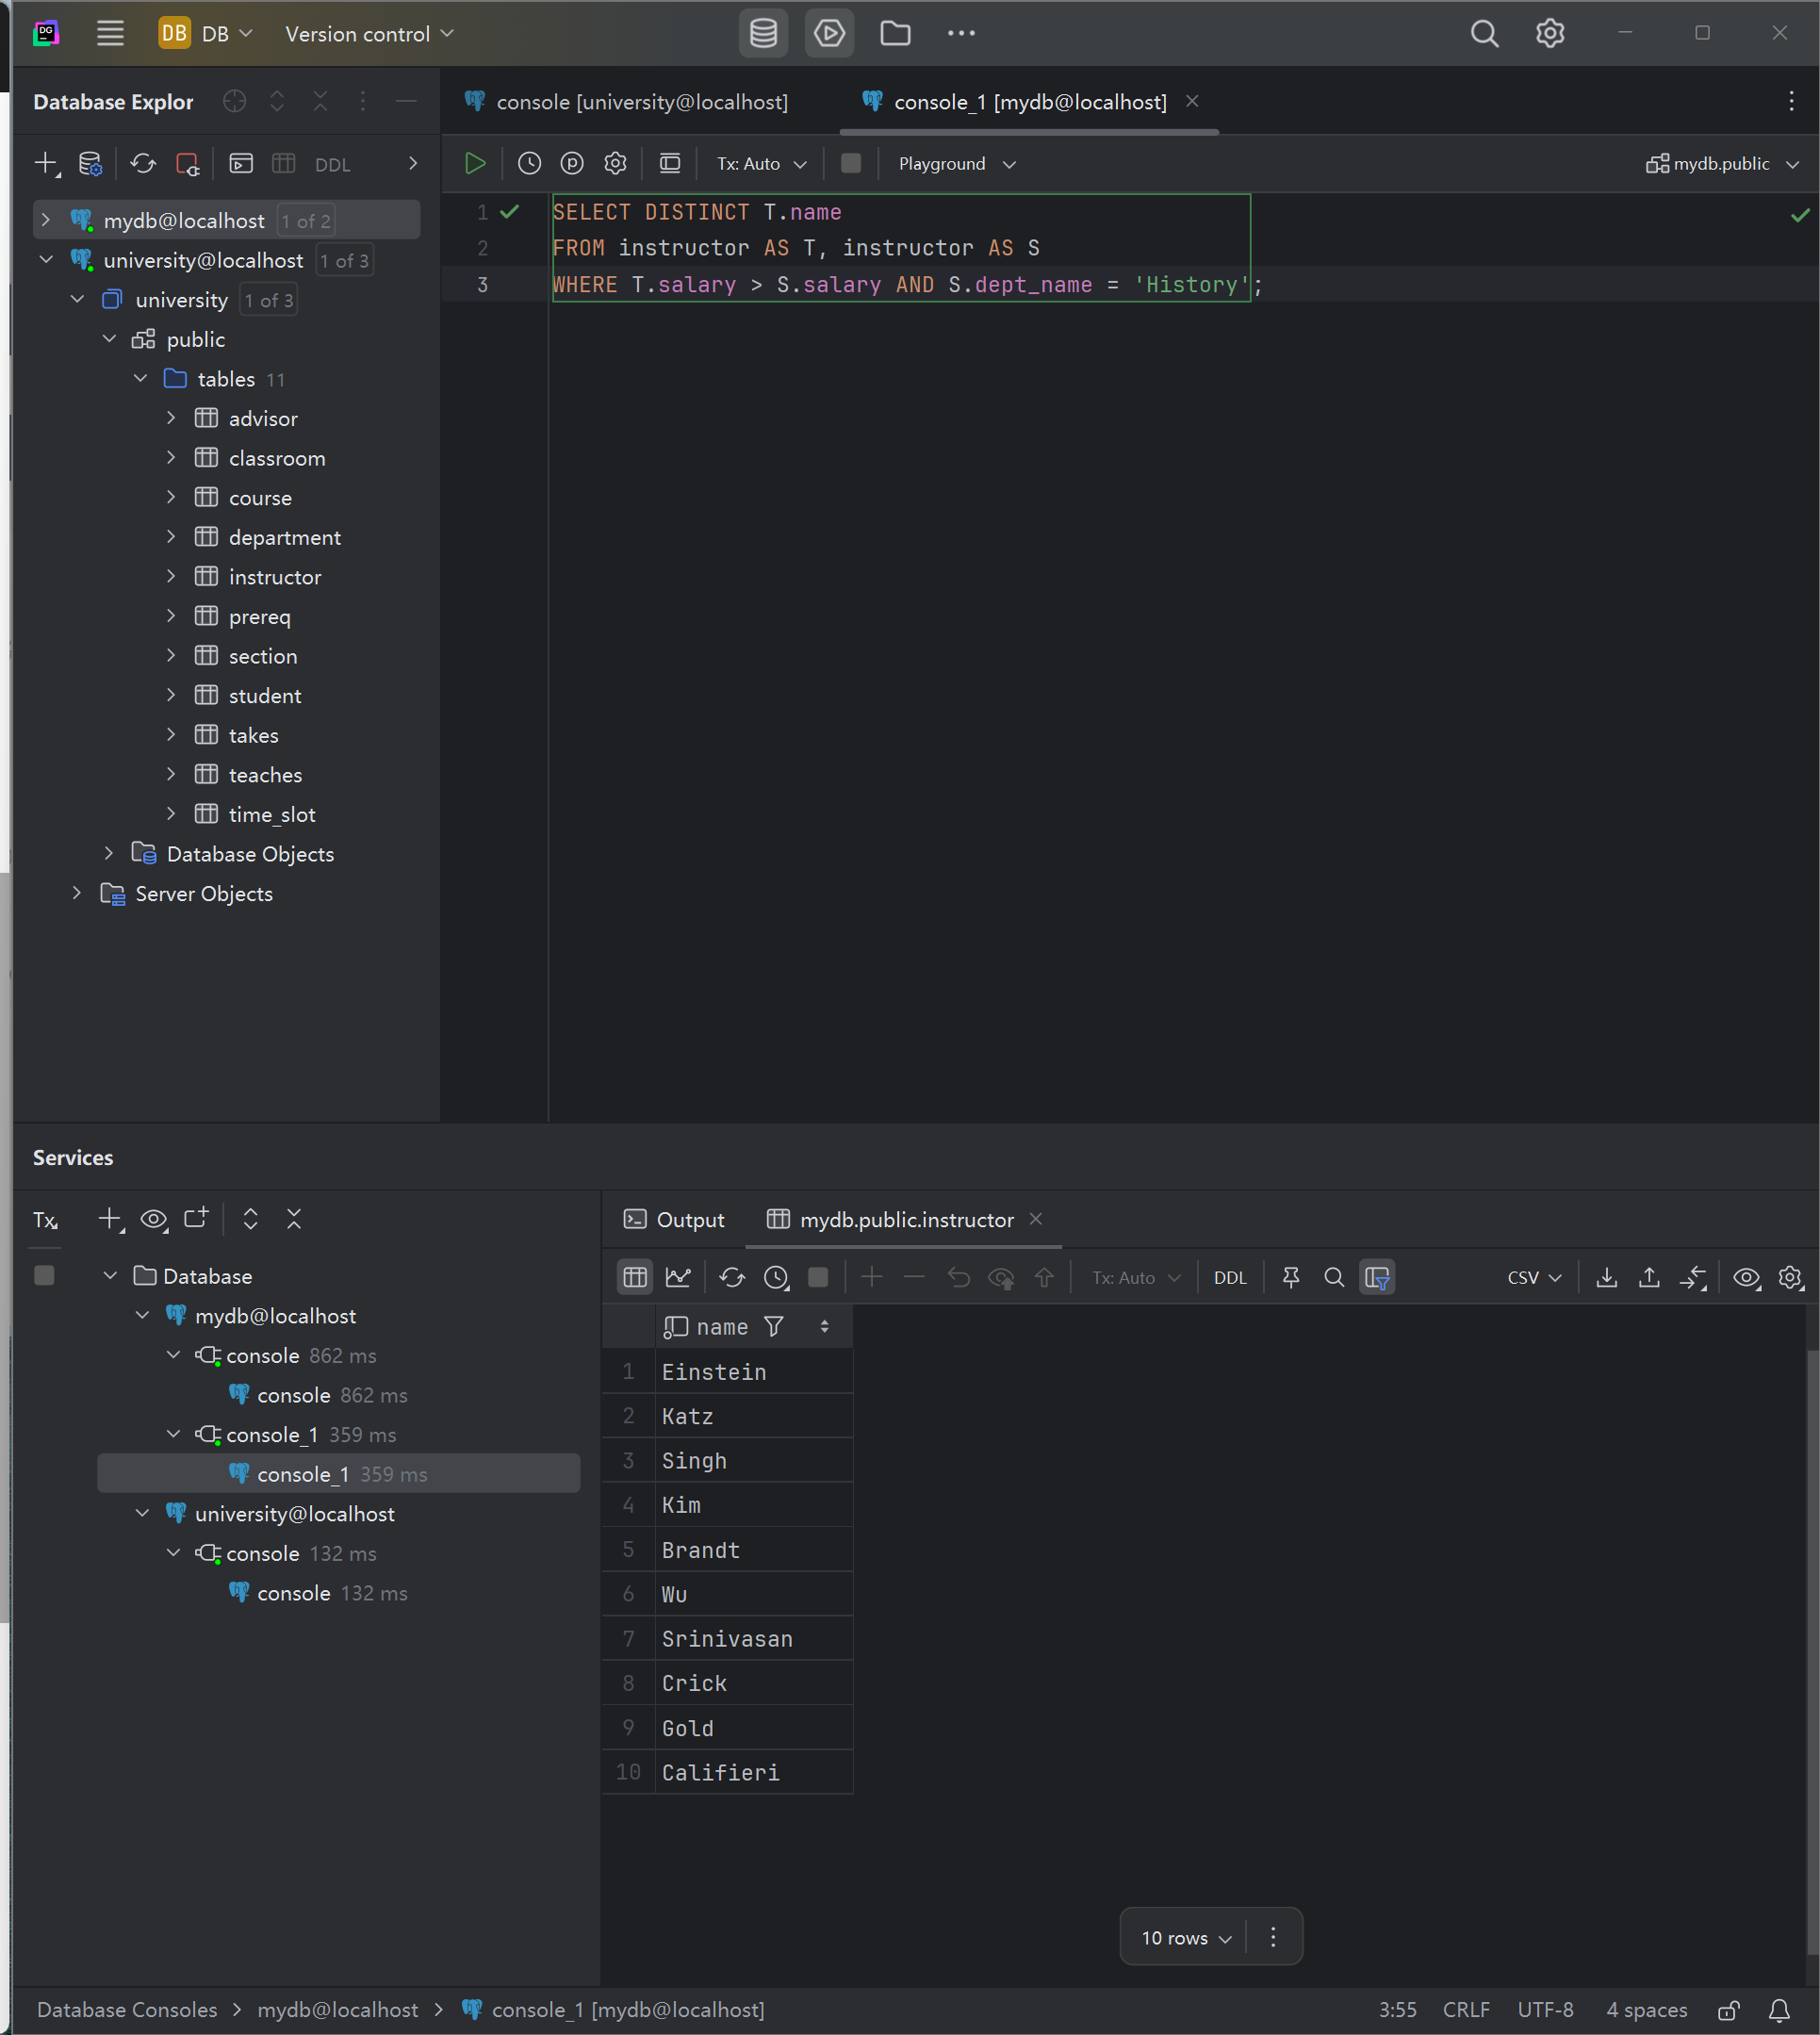 DG
DB DB Version control
Database Explor
console [university@localhost] console_1 [mydb@localhost]
DDL
Tx: Auto Playground mydb.public
mydb@localhost 1 of 2
university@localhost 1 of 3
university 1 of 3
public
tables 11
advisor
classroom
course
department
instructor
prereq
section
student
takes
teaches
time_slot
Database Objects
Server Objects
1 SELECT DISTINCT T.name
2 FROM instructor AS T, instructor AS S
3 WHERE T.salary > S.salary AND S.dept_name = 'History';
Services
Tx
Database
mydb@localhost
console 862 ms
console 862 ms
console_1 359 ms
console_1 359 ms
university@localhost
console 132 ms
console 132 ms
Output mydb.public.instructor
Tx: Auto DDL CSV
name
1 Einstein
2 Katz
3 Singh
4 Kim
5 Brandt
6 Wu
7 Srinivasan
8 Crick
9 Gold
10 Califieri
10 rows
Database Consoles > mydb@localhost > console_1 [mydb@localhost] 3:55 CRLF UTF-8 4 spaces